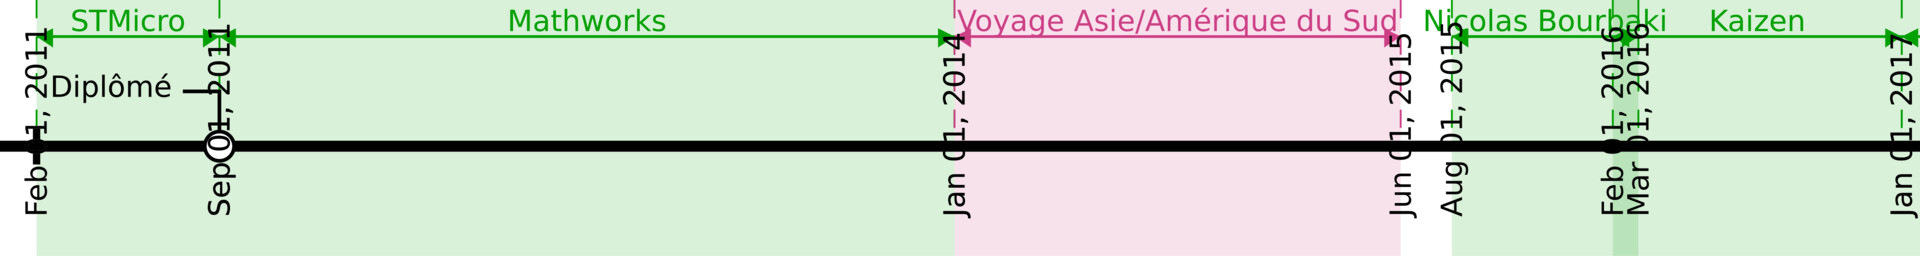 STMicro
Mathworks
Voyage Asie/Amérique du Sud
Nicolas Bourbaki
Kaizen
Diplômé
Feb 01, 2011
Sep 01, 2011
Jan 01, 2014
Jun 01, 2015
Aug 01, 2015
Feb 01, 2016
Mar 01, 2016
Jan 01, 2017